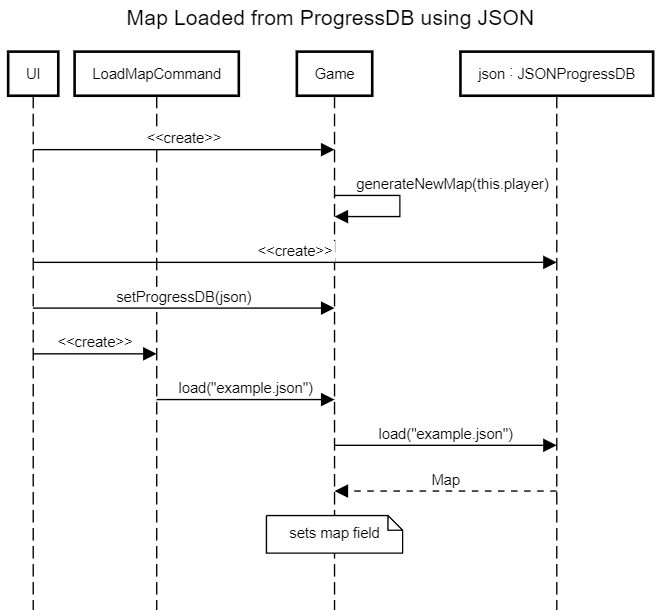 Map Loaded from ProgressDB using JSON
UI
LoadMapCommand
Game
json : JSONProgressDB
<<create>>
generateNewMap(this.player)
<<create>>
setProgressDB(json)
<<create>>
load("example.json")
load("example.json")
Map
sets map field